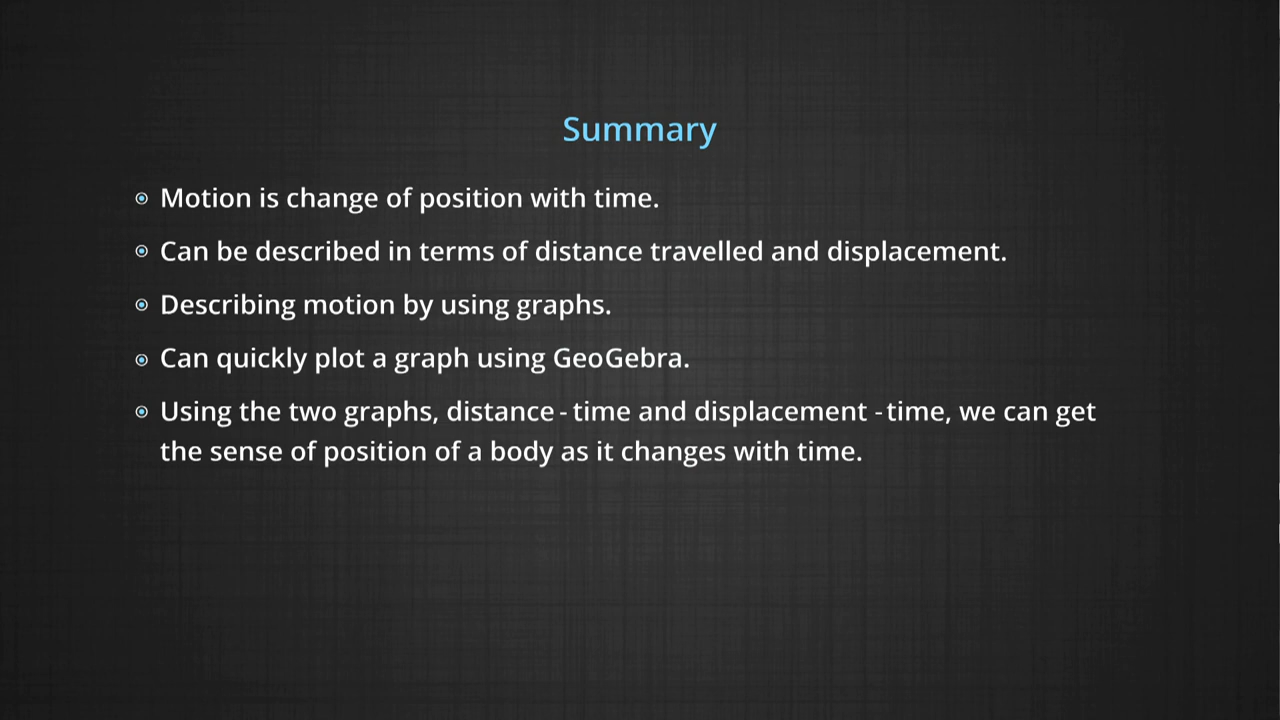 Summary
Motion is change of position with time.
Can be described in terms of distance travelled and displacement.
Describing motion by using graphs.
Can quickly plot a graph using GeoGebra.
Using the two graphs, distance - time and displacement -time, we can get
the sense of position of a body as it changes with time.